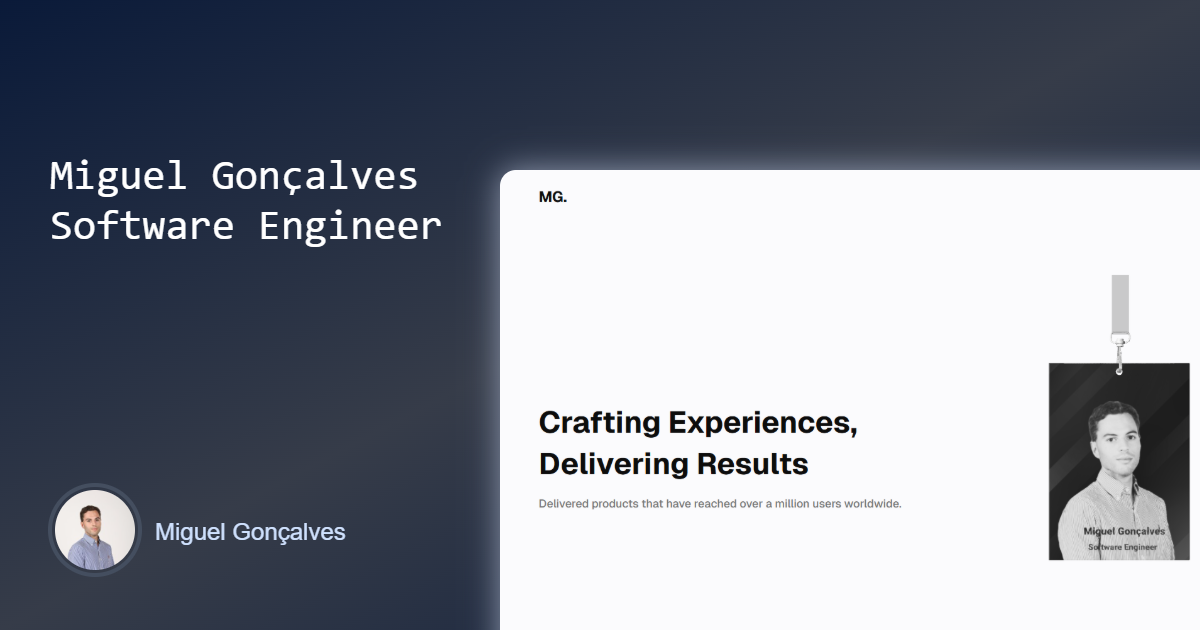 Miguel Gonçalves
Software Engineer
MG.
Crafting Experiences,
Delivering Results
Delivered products that have reached over a million users worldwide.
Miguel Gonçalves
Software Engineer
Miguel Gonçalves